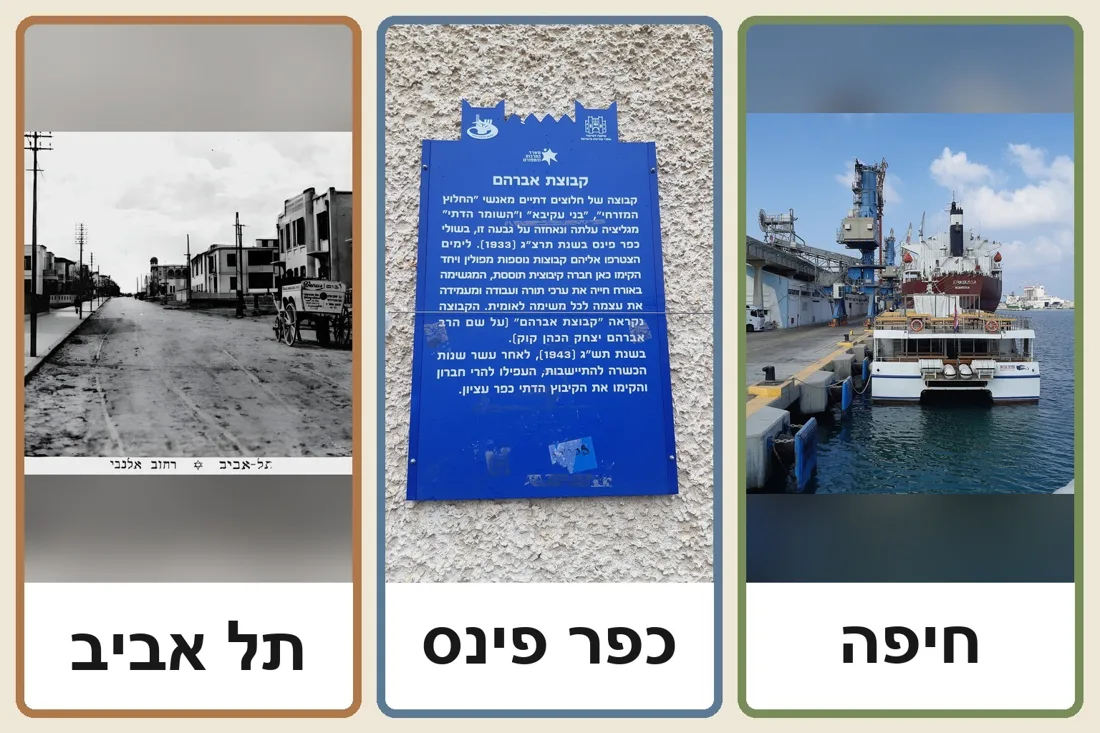 תל-אביב ✡ רחוב אלנבי
תל אביב
קבוצת אברהם
קבוצה של חלוצים דתיים מאנשי "החלוץ
המזרחי", "בני עקיבא" ו"השומר הדתי"
מגליציה עלתה ונאחזה על גבעה זו, בשולי
כפר פינס בשנת תרצ"ג (1933). לימים
הצטרפו אליהם קבוצות נוספות מפולין ויחד
הקימו כאן חברה קיבוצית תוססת, המגשימה
באורח חייה את ערכי תורה ועבודה ומעמידה
את עצמה לכל משימה לאומית. הקבוצה
נקראה "קבוצת אברהם" (על שם הרב
אברהם יצחק הכהן קוק).
בשנת תש"ג (1943), לאחר עשר שנות
הכשרה להתיישבות, העפילו להרי חברון
והקימו את הקיבוץ הדתי כפר עציון.
כפר פינס
חיפה